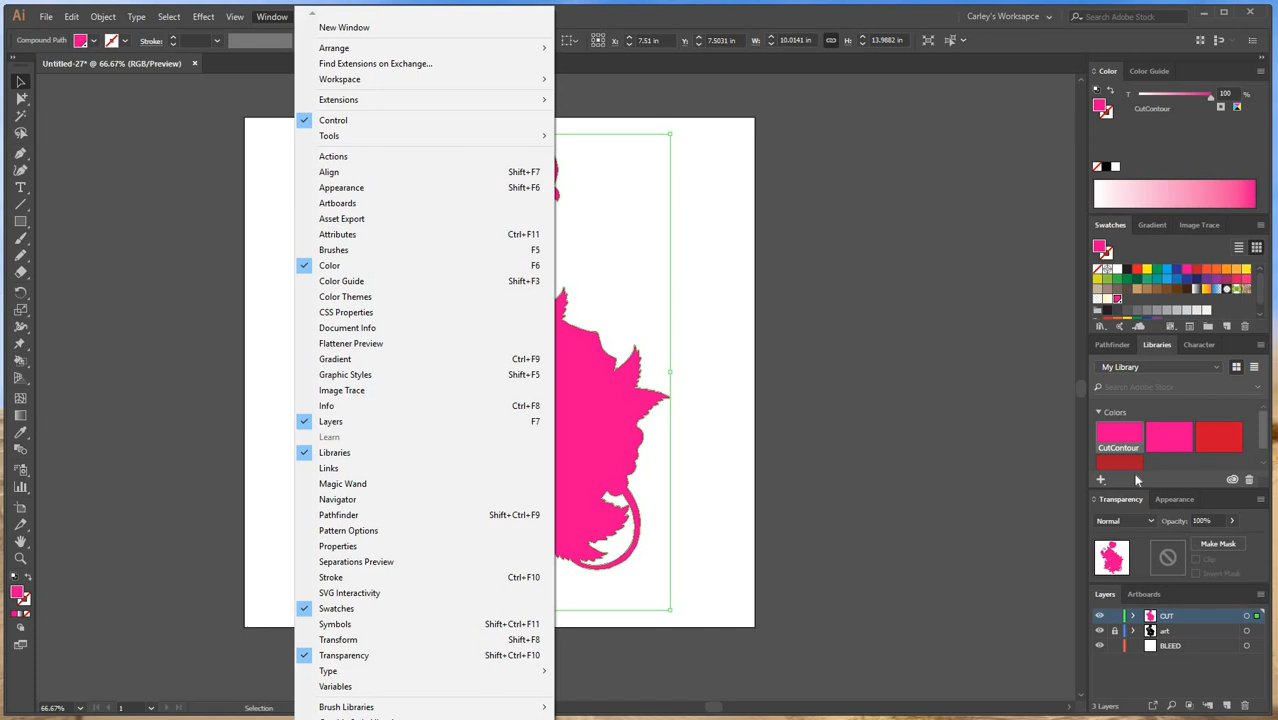 Ai File Edit Object Type Select Effect View Window Carley's Workspace Search Adobe Stock
Compound Path Stroke: X: 7.51 in Y: 7.5031 in W: 10.0141 in H: 13.9882 in
Untitled-27* @ 66.67% (RGB/Preview) ×
New Window
Arrange
Find Extensions on Exchange...
Workspace
Extensions
Control
Tools
Actions
Align Shift+F7
Appearance Shift+F6
Artboards
Asset Export
Attributes Ctrl+F11
Brushes F5
Color F6
Color Guide Shift+F3
Color Themes
CSS Properties
Document Info
Flattener Preview
Gradient Ctrl+F9
Graphic Styles Shift+F5
Image Trace
Info Ctrl+F8
Layers F7
Learn
Libraries
Links
Magic Wand
Navigator
Pathfinder Shift+Ctrl+F9
Pattern Options
Properties
Separations Preview
Stroke Ctrl+F10
SVG Interactivity
Swatches
Symbols Shift+Ctrl+F11
Transform Shift+F8
Transparency Shift+Ctrl+F10
Type
Variables
Brush Libraries
Color Color Guide
T 100 %
CutContour
Swatches Gradient Image Trace
Pathfinder Libraries Character
My Library
Search Adobe Stock
Colors
CutContour
Transparency Appearance
Normal Opacity: 100%
Make Mask
Clip
Invert Mask
Layers Artboards
CUT
art
BLEED
3 Layers
66.67% 1 Selection